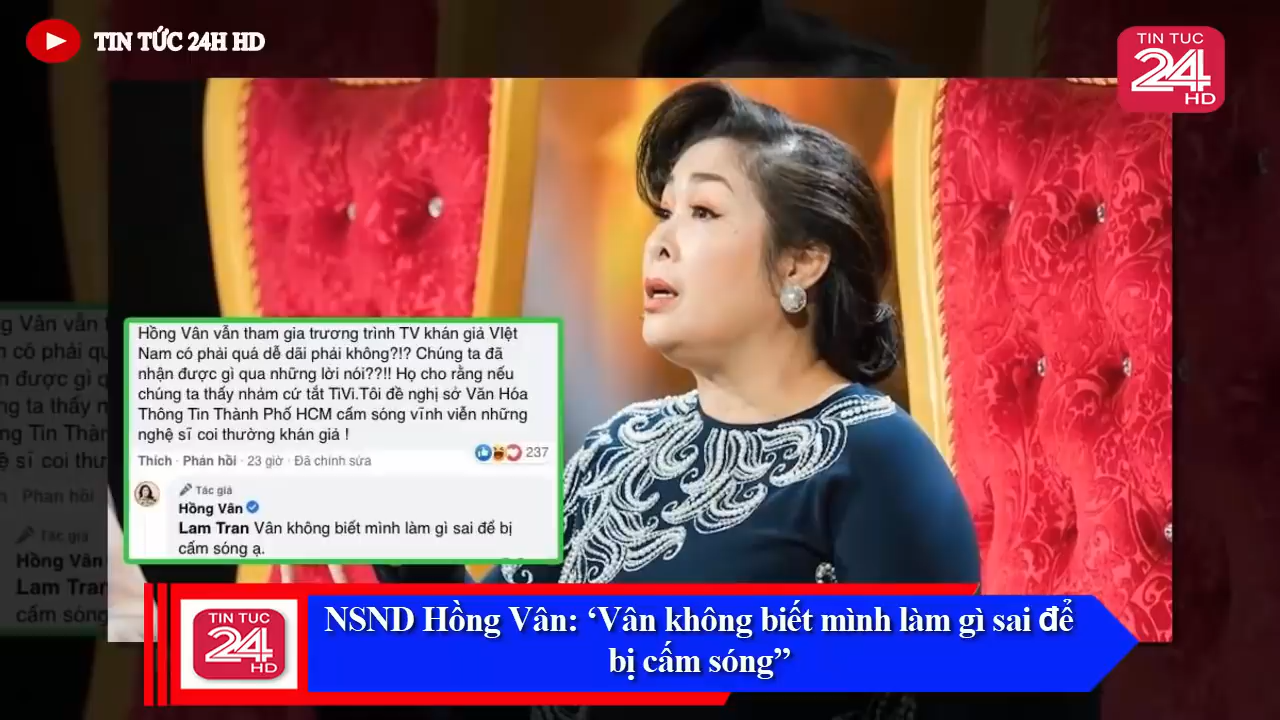 TIN TỨC 24H HD
TIN TUC
24
HD
Hồng Vân vẫn tham gia trương trình TV khán giả VIệt
Nam có phải quá dễ dãi phải không?!? Chúng ta đã
nhận được gì qua những lời nói??!! Họ cho rằng nếu
chúng ta thấy nhảm cứ tắt TiVi.Tôi đề nghị sở Văn Hóa
Thông Tin Thành Phố HCM cấm sóng vĩnh viễn những
nghệ sĩ coi thường khán giả !
Thích · Phản hồi · 23 giờ · Đã chỉnh sửa
237
Tác giả
Hồng Vân
Lam Tran Vân không biết mình làm gì sai để bị
cấm sóng ạ.
TIN TUC
24
HD
NSND Hồng Vân: ‘Vân không biết mình làm gì sai để
bị cấm sóng”